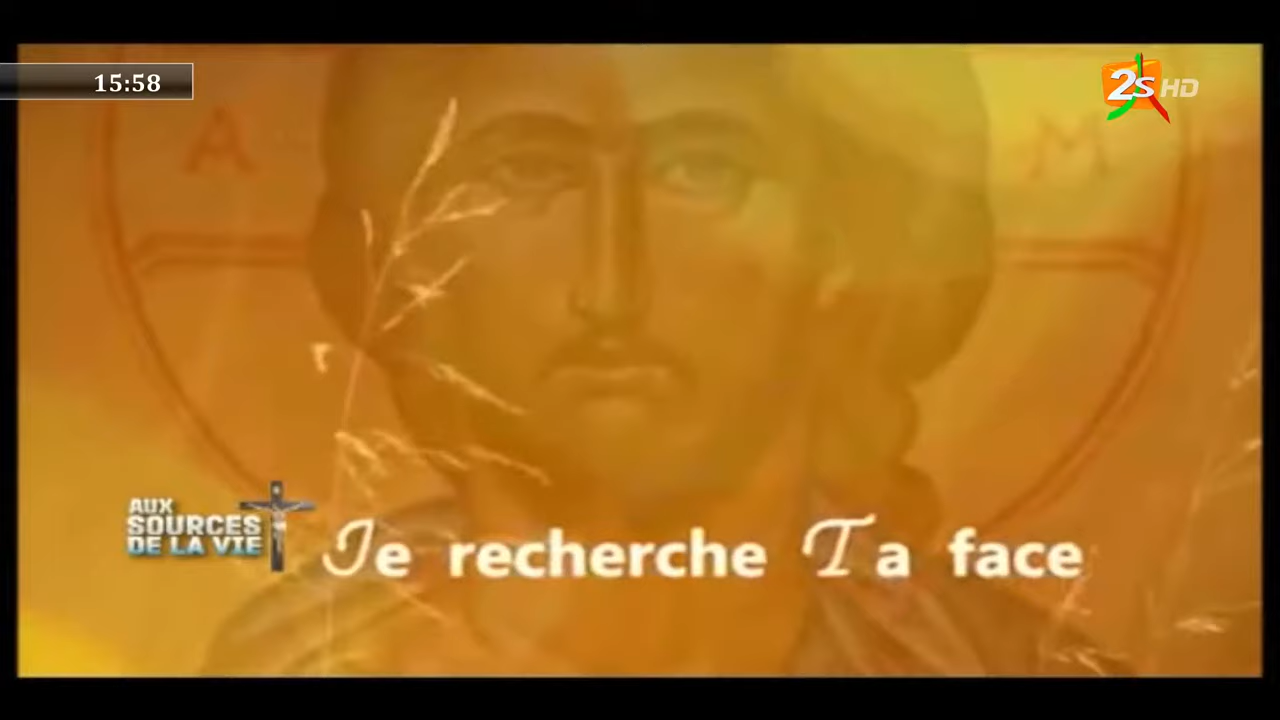 15:58
2S HD
A M
AUX
SOURCES
DE LA VIE
Je recherche Ta face